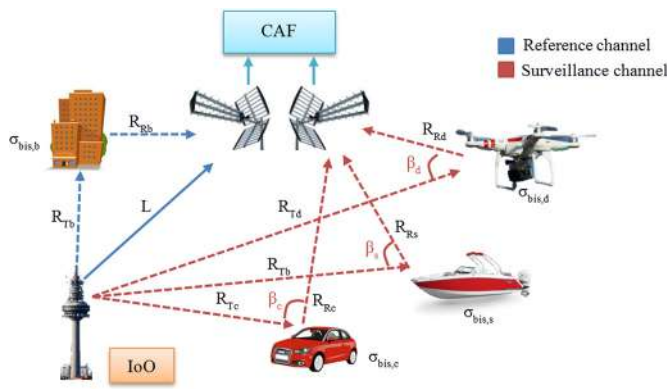 CAF
Reference channel
Surveillance channel
R_Rb
R_Rd
σ_bis,b
β_d
σ_bis,d
R_Tb
L
R_Td
R_Rs
β_s
R_Tb
R_Tc
β_c
R_Rc
σ_bis,s
IoO
σ_bis,c